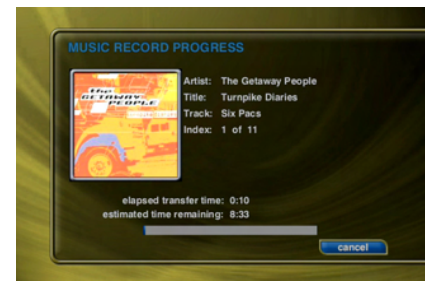 MUSIC RECORD PROGRESS
the
GETAWAY
PEOPLE
Artist: The Getaway People
Title: Turnpike Diaries
Track: Six Pacs
Index: 1 of 11
elapsed transfer time: 0:10
estimated time remaining: 8:33
cancel